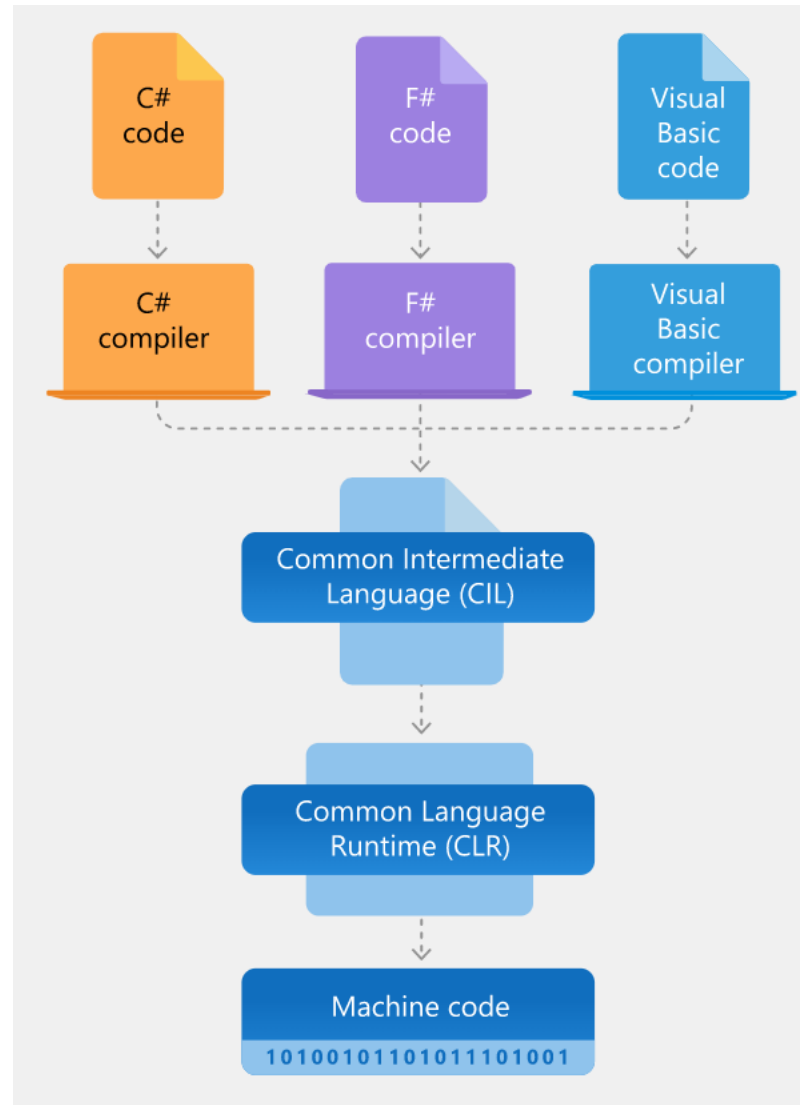 C#
code
F#
code
Visual
Basic
code
C#
compiler
F#
compiler
Visual
Basic
compiler
Common Intermediate
Language (CIL)
Common Language
Runtime (CLR)
Machine code
101001011010111101001